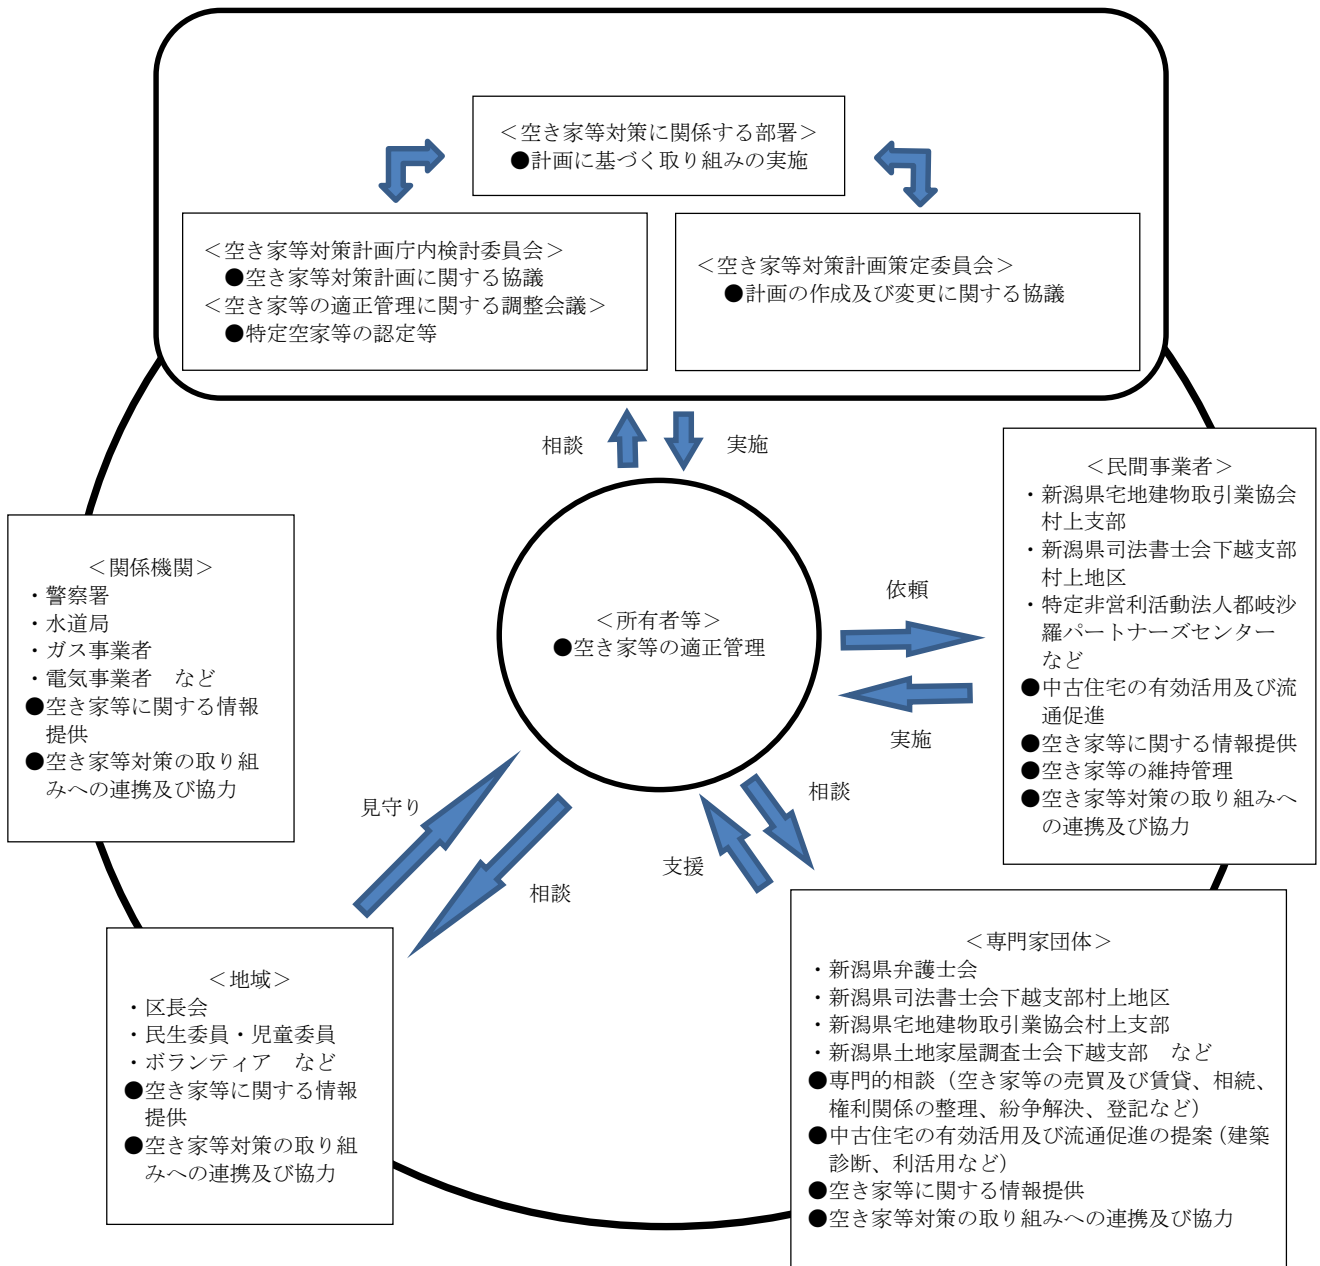 ＜空き家等対策に関係する部署＞
●計画に基づく取り組みの実施
＜空き家等対策計画庁内検討委員会＞
●空き家等対策計画に関する協議
＜空き家等の適正管理に関する調整会議＞
●特定空家等の認定等
＜空き家等対策計画策定委員会＞
●計画の作成及び変更に関する協議
相談
実施
＜民間事業者＞
・新潟県宅地建物取引業協会
村上支部
・新潟県司法書士会下越支部
村上地区
・特定非営利活動法人都岐沙
羅パートナーズセンター
など
●中古住宅の有効活用及び流
通促進
●空き家等に関する情報提供
●空き家等の維持管理
●空き家等対策の取り組みへ
の連携及び協力
＜関係機関＞
・警察署
・水道局
・ガス事業者
・電気事業者　など
●空き家等に関する情報
提供
●空き家等対策の取り組
みへの連携及び協力
＜所有者等＞
●空き家等の適正管理
依頼
実施
見守り
相談
相談
支援
＜地域＞
・区長会
・民生委員・児童委員
・ボランティア　など
●空き家等に関する情報
提供
●空き家等対策の取り組
みへの連携及び協力
＜専門家団体＞
・新潟県弁護士会
・新潟県司法書士会下越支部村上地区
・新潟県宅地建物取引業協会村上支部
・新潟県土地家屋調査士会下越支部　など
●専門的相談（空き家等の売買及び賃貸、相続、
権利関係の整理、紛争解決、登記など）
●中古住宅の有効活用及び流通促進の提案（建築
診断、利活用など）
●空き家等に関する情報提供
●空き家等対策の取り組みへの連携及び協力